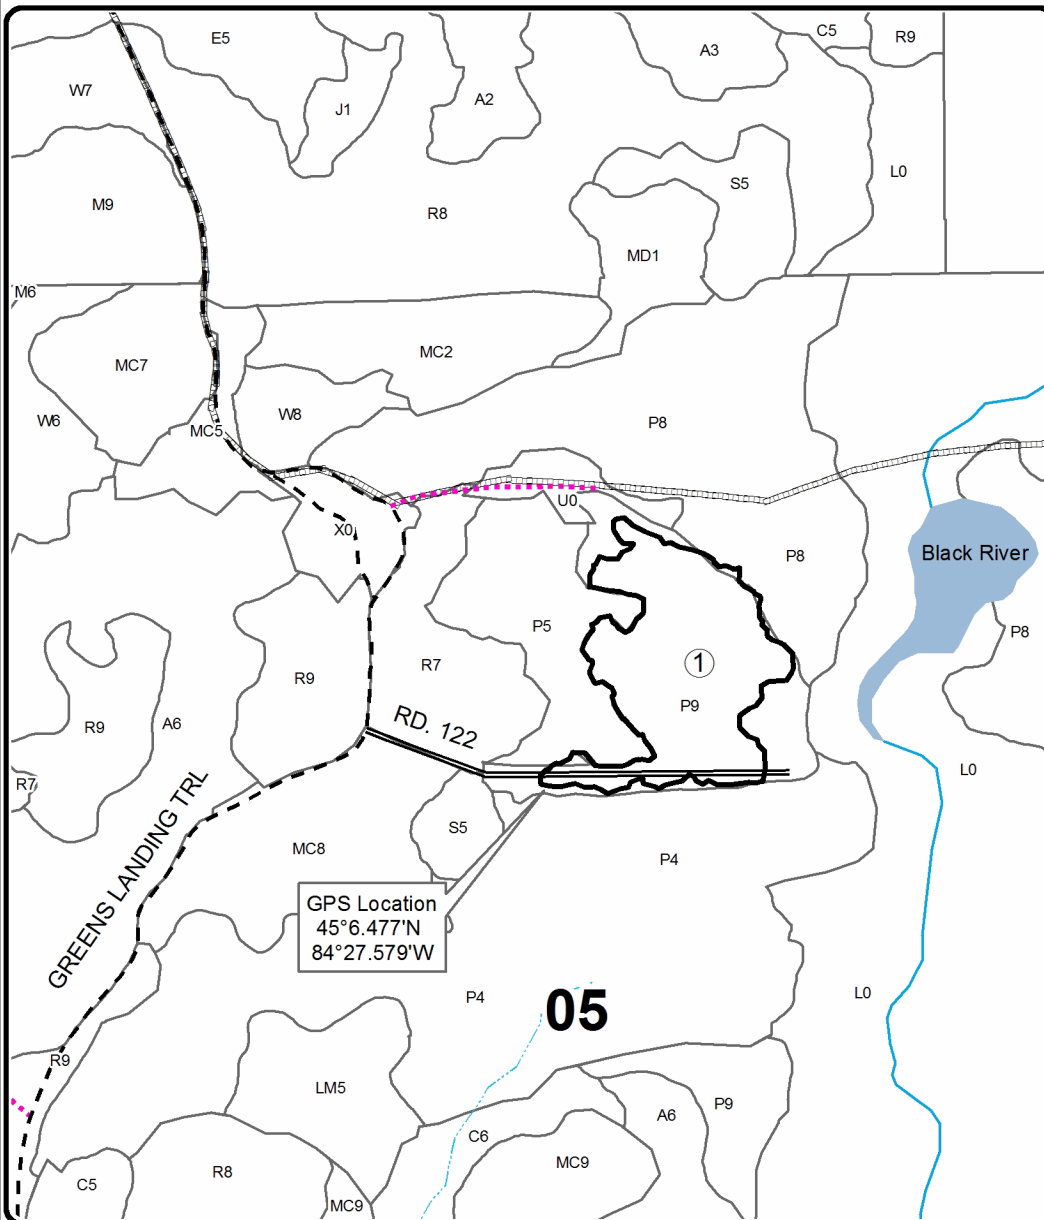 E5
C5
R9
A3
W7
J1
A2
L0
S5
M9
R8
MD1
M6
MC2
MC7
W8
W6
MC5
P8
U0
X0
P8
Black River
P5
P8
R7
1
R9
P9
R9
A6
RD. 122
L0
R7
S5
MC8
P4
GREENS LANDING TRL
GPS Location
45°6.477'N
84°27.579'W
P4
05
L0
R9
LM5
P9
A6
C6
MC9
R8
C5
MC9